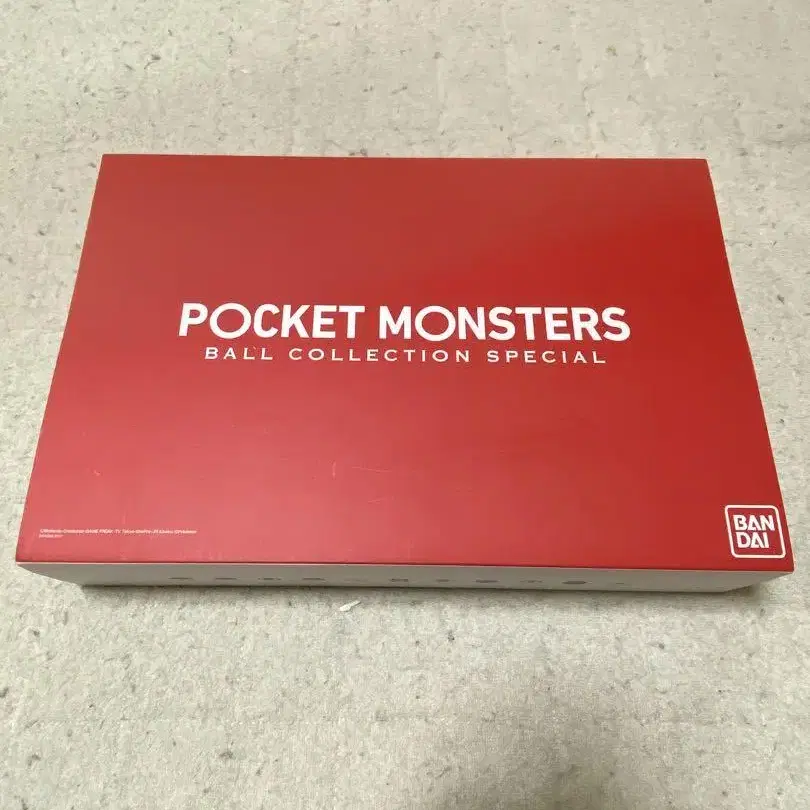 POCKET MONSTERS
BALL COLLECTION SPECIAL
BAN
DAI